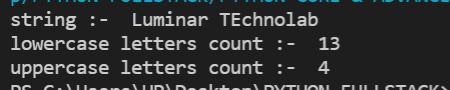 string :-  Luminar TEchnolab
lowercase letters count :-  13
uppercase letters count :-  4